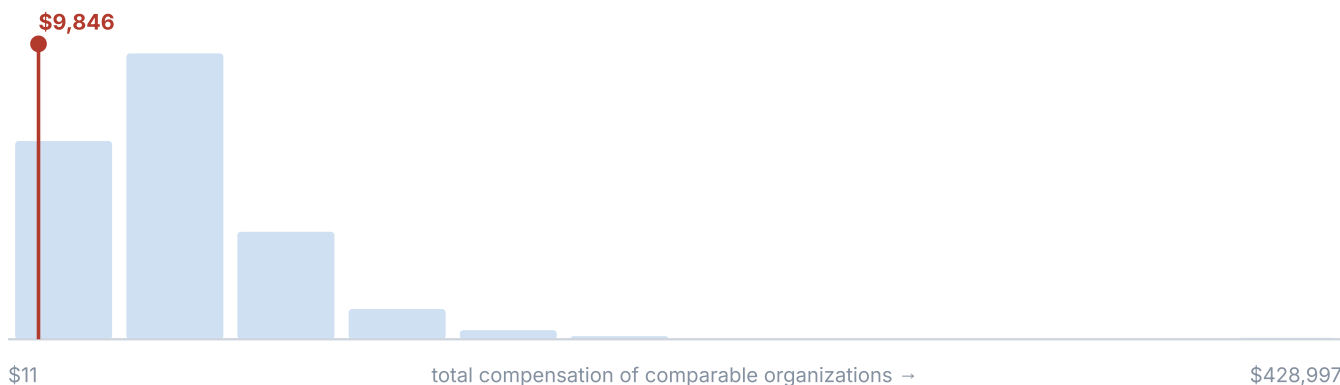 $9,846
$11
total compensation of comparable organizations →
$428,997